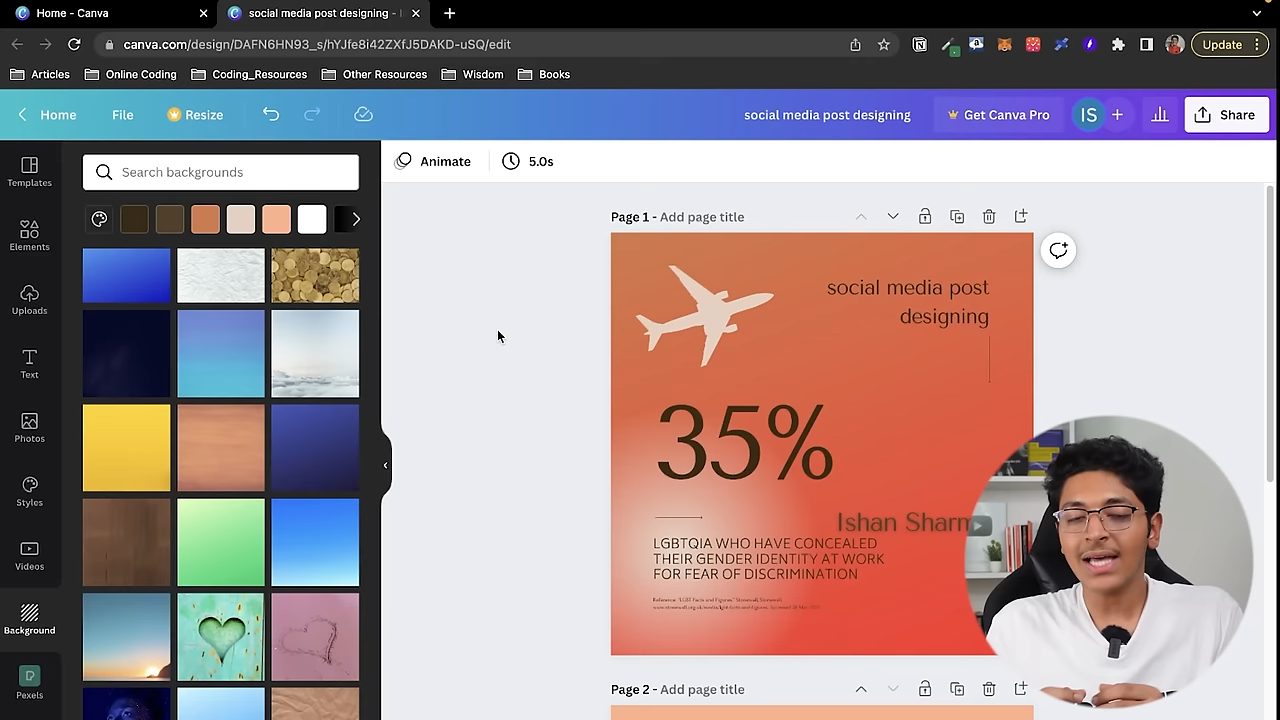 Home - Canva
social media post designing -
canva.com/design/DAFN6HN93_s/hYJfe8i42ZXfJ5DAKD-uSQ/edit
Update
Articles
Online Coding
Coding_Resources
Other Resources
Wisdom
Books
Home
File
Resize
social media post designing
Get Canva Pro
IS
Share
Templates
Elements
Uploads
Text
Photos
Styles
Videos
Background
Pexels
Search backgrounds
Animate
5.0s
Page 1 - Add page title
social media post
designing
35%
Ishan Sharm
LGBTQIA WHO HAVE CONCEALED
THEIR GENDER IDENTITY AT WORK
FOR FEAR OF DISCRIMINATION
Page 2 - Add page title